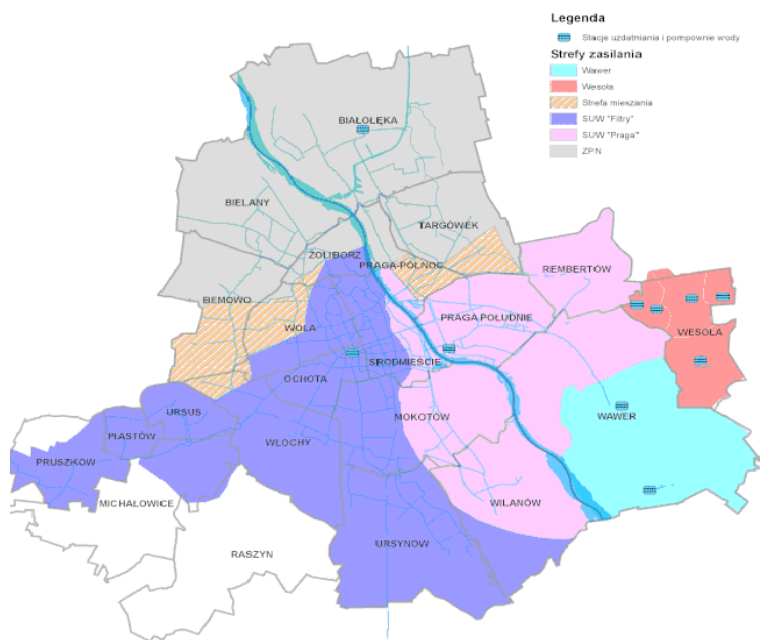 Legenda
Stacje uzdatniania i pompownie wody
Strefy zasilania
Wawer
Wesoła
Strefa mieszania
SUW "Filtry"
SUW "Praga"
ZPN
BIAŁOŁĘKA
BIELANY
TARGÓWEK
ŻOLIBORZ
PRAGA-PÓŁNOC
REMBERTÓW
BEMOWO
PRAGA POŁUDNIE
WOLA
WESOŁA
ŚRÓDMIEŚCIE
OCHOTA
URSUS
MOKOTÓW
WAWER
PIASTÓW
WŁOCHY
PRUSZKÓW
MICHAŁOWICE
WILANÓW
URSYNÓW
RASZYN